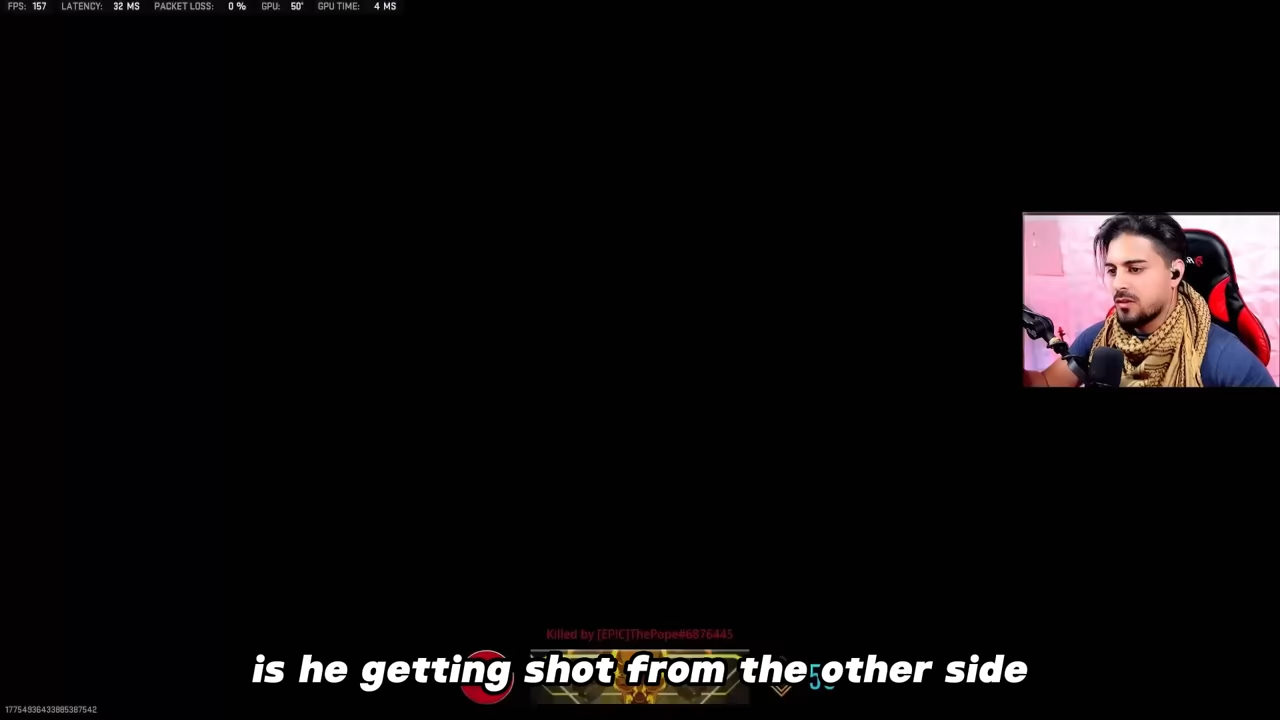 FPS: 157 LATENCY: 32 MS PACKET LOSS: 0 % GPU: 50° GPU TIME: 4 MS
Killed by [EPIC]ThePope#6876445
is he getting shot from the other side
17754936433885387542